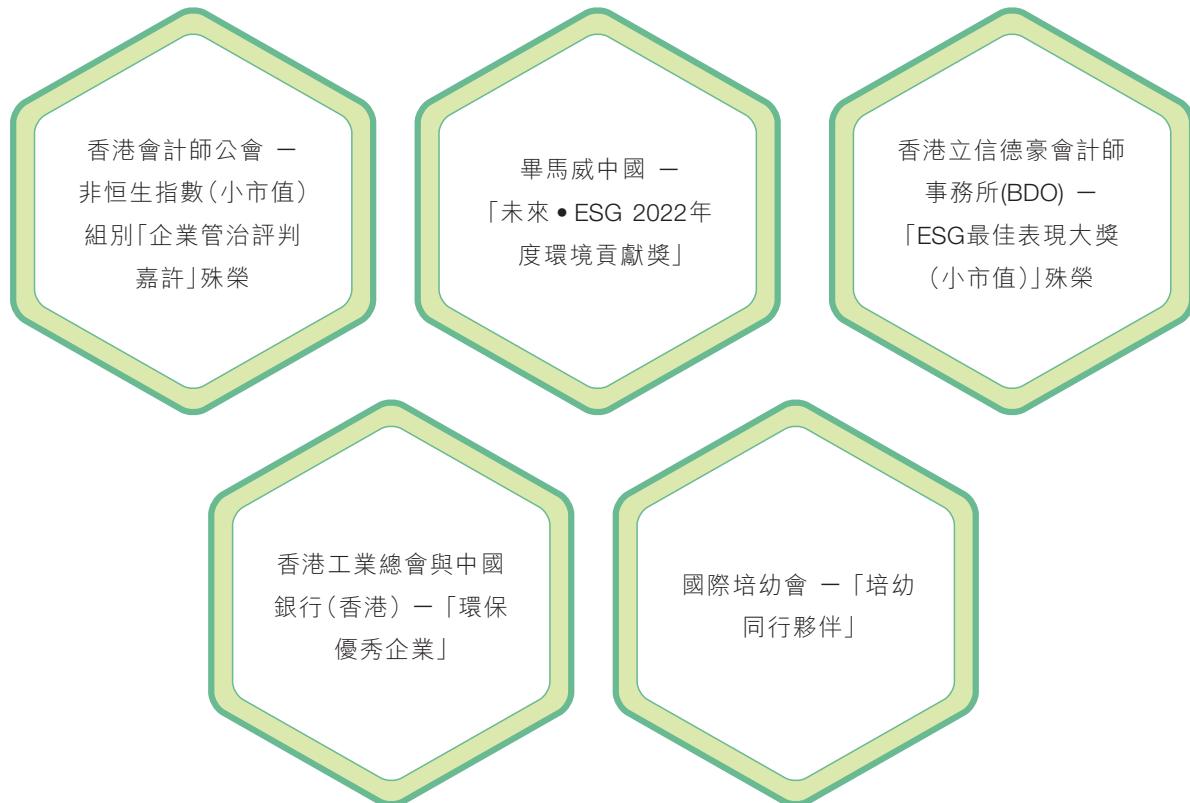 香港會計師公會 －
非恒生指數（小市值）
組別「企業管治評判
嘉許」殊榮
畢馬威中國 －
「未來•ESG 2022年
度環境貢獻獎」
香港立信德豪會計師
事務所(BDO) －
「ESG最佳表現大獎
（小市值）」殊榮
香港工業總會與中國
銀行（香港）－「環保
優秀企業」
國際培幼會 －「培幼
同行夥伴」